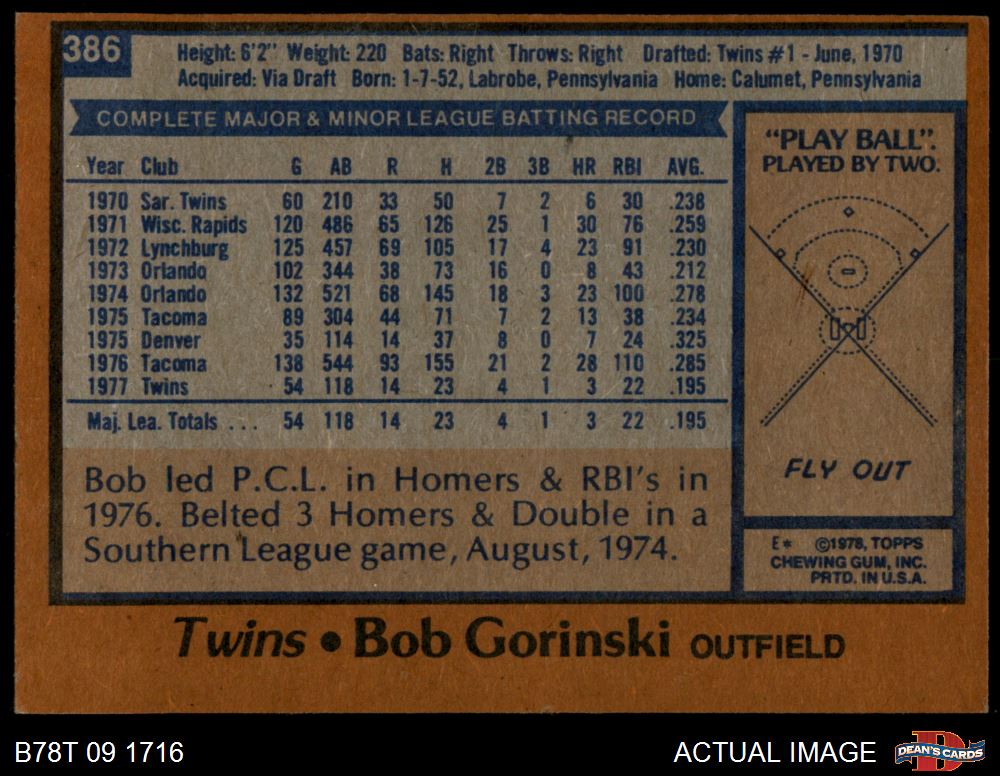 386
Height: 6'2" Weight: 220 Bats: Right Throws: Right Drafted: Twins #1 - June, 1970
Acquired: Via Draft Born: 1-7-52, Labrobe, Pennsylvania Home: Calumet, Pennsylvania
COMPLETE MAJOR & MINOR LEAGUE BATTING RECORD
Year Club G AB R H 2B 3B HR RBI AVG.
1970 Sar. Twins 60 210 33 50 7 2 6 30 .238
1971 Wisc. Rapids 120 486 65 126 25 1 30 76 .259
1972 Lynchburg 125 457 69 105 17 4 23 91 .230
1973 Orlando 102 344 38 73 16 0 8 43 .212
1974 Orlando 132 521 68 145 18 3 23 100 .278
1975 Tacoma 89 304 44 71 7 2 13 38 .234
1975 Denver 35 114 14 37 8 0 7 24 .325
1976 Tacoma 138 544 93 155 21 2 28 110 .285
1977 Twins 54 118 14 23 4 1 3 22 .195
Maj. Lea. Totals . . . 54 118 14 23 4 1 3 22 .195
Bob led P.C.L. in Homers & RBI's in
1976. Belted 3 Homers & Double in a
Southern League game, August, 1974.
"PLAY BALL".
PLAYED BY TWO.
FLY OUT
E* ©1978, TOPPS
CHEWING GUM, INC.
PRTD. IN U.S.A.
Twins • Bob Gorinski OUTFIELD
B78T 09 1716
ACTUAL IMAGE
DEAN'S CARDS